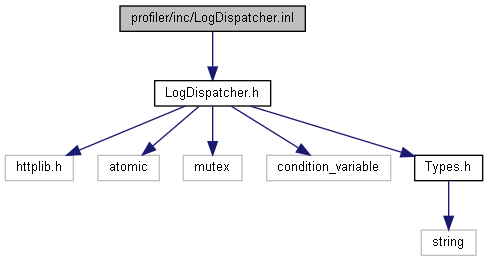 profiler/inc/LogDispatcher.inl
LogDispatcher.h
httplib.h
atomic
mutex
condition_variable
Types.h
string